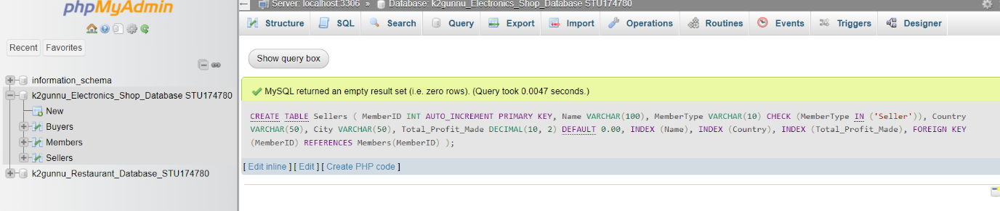 phpMyAdmin
Server: localhost:3306 » Database: k2gunnu_Electronics_Shop_Database STU174780
Structure SQL Search Query Export Import Operations Routines Events Triggers Designer
Recent Favorites
Show query box
information_schema
k2gunnu_Electronics_Shop_Database STU174780
New
Buyers
Members
Sellers
k2gunnu_Restaurant_Database_STU174780
MySQL returned an empty result set (i.e. zero rows). (Query took 0.0047 seconds.)
CREATE TABLE Sellers ( MemberID INT AUTO_INCREMENT PRIMARY KEY, Name VARCHAR(100), MemberType VARCHAR(10) CHECK (MemberType IN ('Seller')), Country
VARCHAR(50), City VARCHAR(50), Total_Profit_Made DECIMAL(10, 2) DEFAULT 0.00, INDEX (Name), INDEX (Country), INDEX (Total_Profit_Made), FOREIGN KEY
(MemberID) REFERENCES Members(MemberID) );
[ Edit inline ] [ Edit ] [ Create PHP code ]